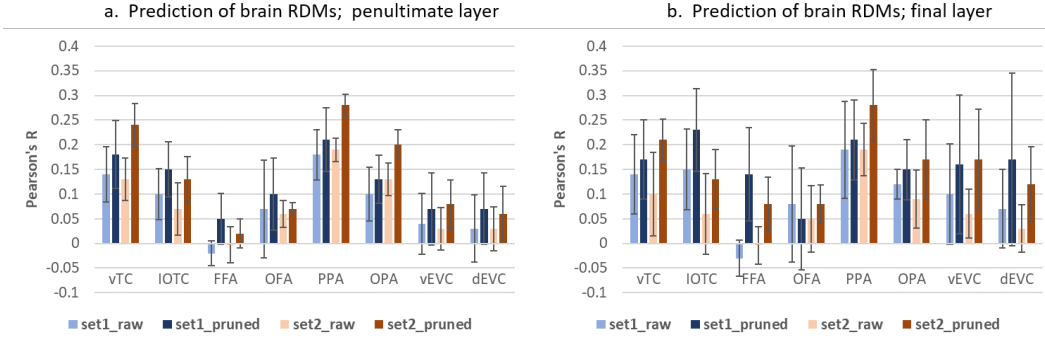 a. Prediction of brain RDMs; penultimate layer
Pearson's R
0.4
0.35
0.3
0.25
0.2
0.15
0.1
0.05
0
-0.05
-0.1
vTC lOTC FFA OFA PPA OPA vEVC dEVC
set1_raw set1_pruned set2_raw set2_pruned
b. Prediction of brain RDMs; final layer
Pearson's R
0.4
0.35
0.3
0.25
0.2
0.15
0.1
0.05
0
-0.05
-0.1
vTC lOTC FFA OFA PPA OPA vEVC dEVC
set1_raw set1_pruned set2_raw set2_pruned